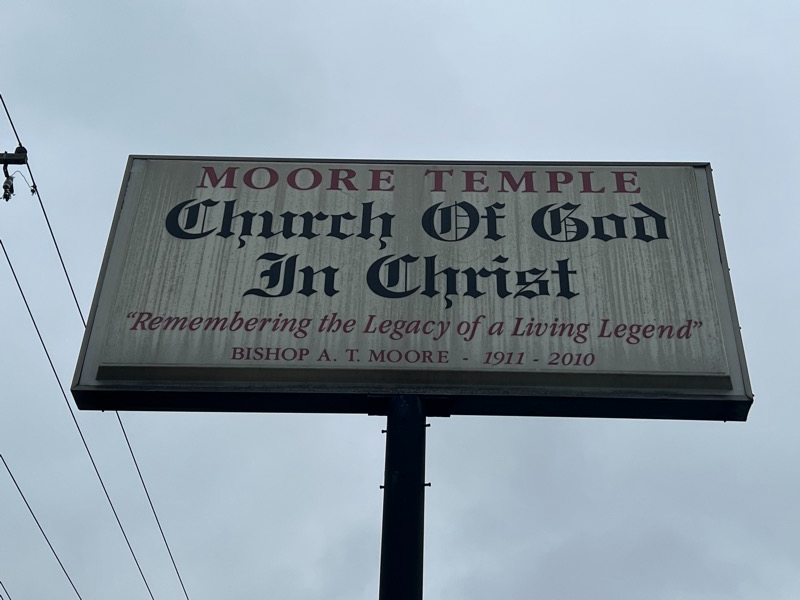 MOORE TEMPLE
Church Of God
In Christ
“Remembering the Legacy of a Living Legend”
BISHOP A. T. MOORE - 1911 - 2010